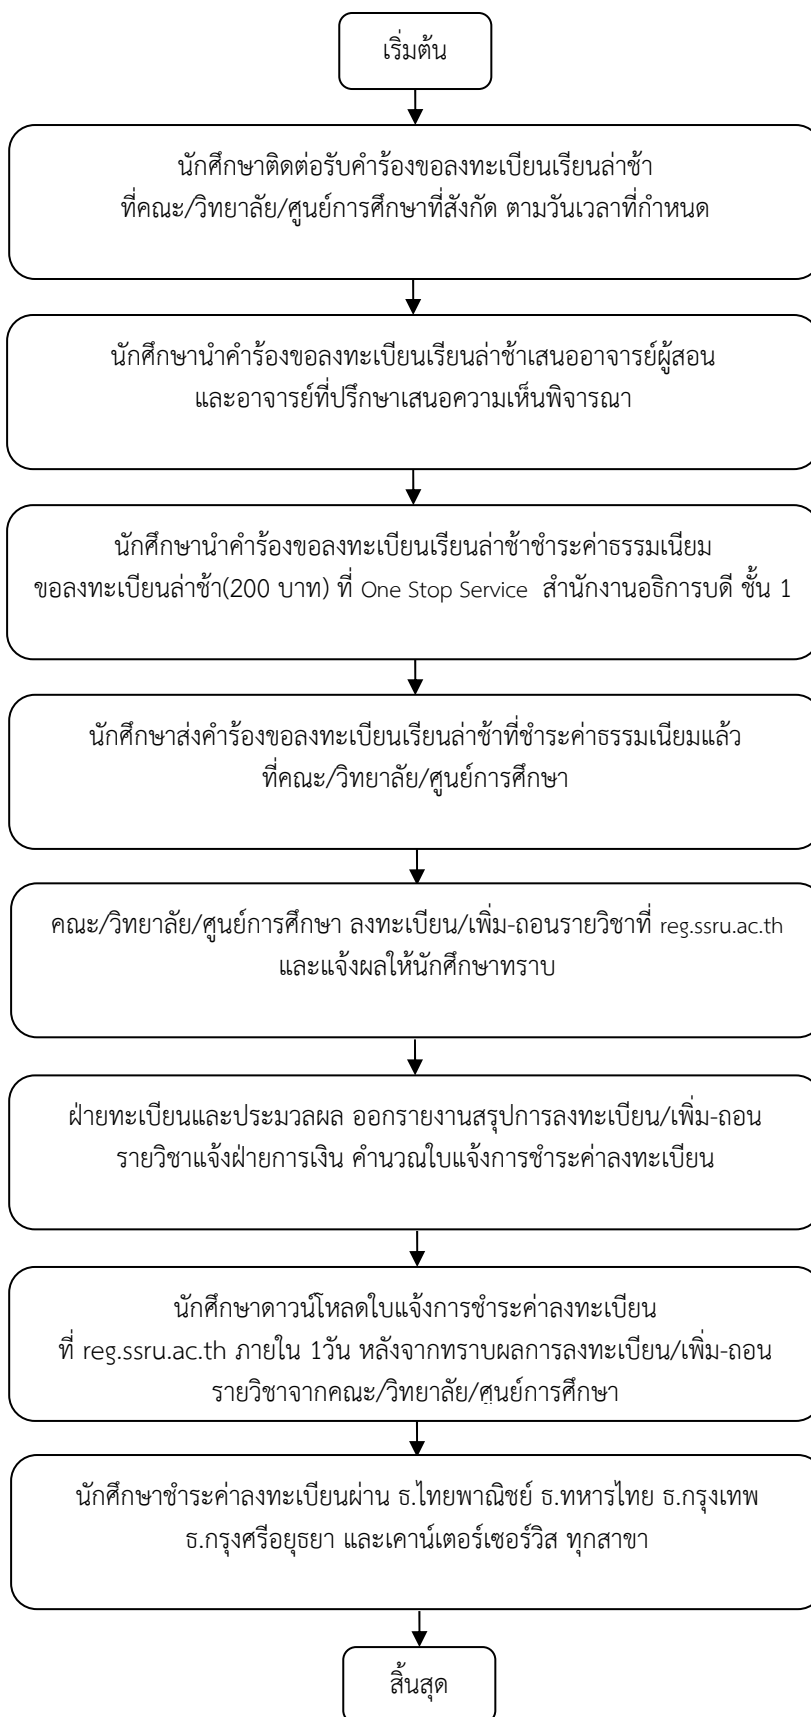 เริ่มต้น
นักศึกษาติดต่อรับคำร้องขอลงทะเบียนเรียนล่าช้า
ที่คณะ/วิทยาลัย/ศูนย์การศึกษาที่สังกัด ตามวันเวลาที่กำหนด
นักศึกษานำคำร้องขอลงทะเบียนเรียนล่าช้าเสนออาจารย์ผู้สอน
และอาจารย์ที่ปรึกษาเสนอความเห็นพิจารณา
นักศึกษานำคำร้องขอลงทะเบียนเรียนล่าช้าชำระค่าธรรมเนียม
ขอลงทะเบียนล่าช้า(200 บาท) ที่ One Stop Service สำนักงานอธิการบดี ชั้น 1
นักศึกษาส่งคำร้องขอลงทะเบียนเรียนล่าช้าที่ชำระค่าธรรมเนียมแล้ว
ที่คณะ/วิทยาลัย/ศูนย์การศึกษา
คณะ/วิทยาลัย/ศูนย์การศึกษา ลงทะเบียน/เพิ่ม-ถอนรายวิชาที่ reg.ssru.ac.th
และแจ้งผลให้นักศึกษาทราบ
ฝ่ายทะเบียนและประมวลผล ออกรายงานสรุปการลงทะเบียน/เพิ่ม-ถอน
รายวิชาแจ้งฝ่ายการเงิน คำนวณใบแจ้งการชำระค่าลงทะเบียน
นักศึกษาดาวน์โหลดใบแจ้งการชำระค่าลงทะเบียน
ที่ reg.ssru.ac.th ภายใน 1วัน หลังจากทราบผลการลงทะเบียน/เพิ่ม-ถอน
รายวิชาจากคณะ/วิทยาลัย/ศูนย์การศึกษา
นักศึกษาชำระค่าลงทะเบียนผ่าน ธ.ไทยพาณิชย์ ธ.ทหารไทย ธ.กรุงเทพ
ธ.กรุงศรีอยุธยา และเคาน์เตอร์เซอร์วิส ทุกสาขา
สิ้นสุด